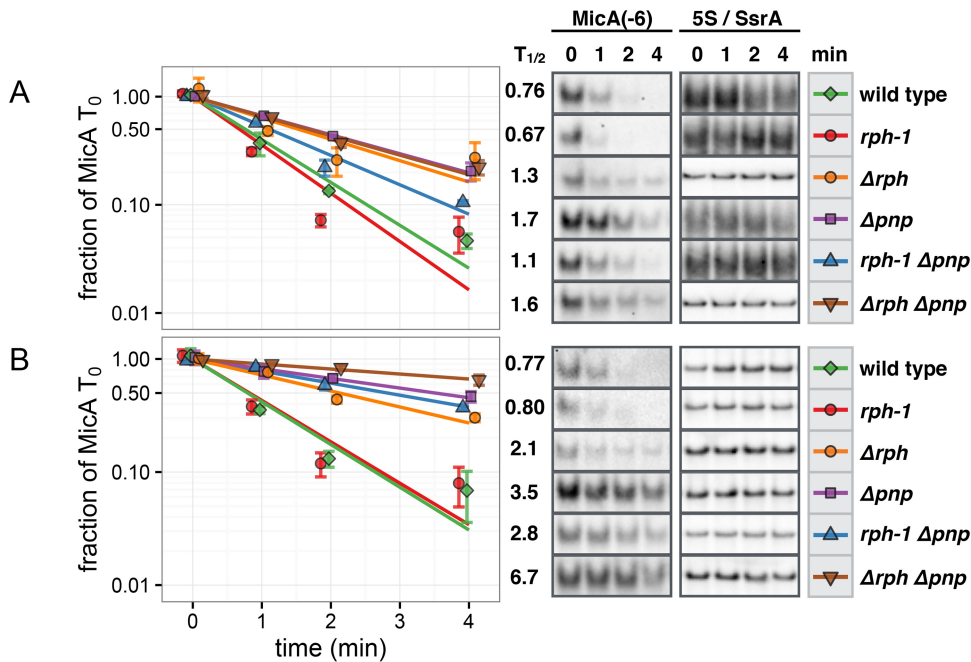 MicA(-6) 5S / SsrA
T1/2 0 1 2 4 0 1 2 4 min
A
fraction of MicA T0
1.00
0.50
0.10
0.01
0.76 wild type
0.67 rph-1
1.3 Δrph
1.7 Δpnp
1.1 rph-1 Δpnp
1.6 Δrph Δpnp
B
fraction of MicA T0
1.00
0.50
0.10
0.01
0 1 2 3 4
time (min)
0.77 wild type
0.80 rph-1
2.1 Δrph
3.5 Δpnp
2.8 rph-1 Δpnp
6.7 Δrph Δpnp